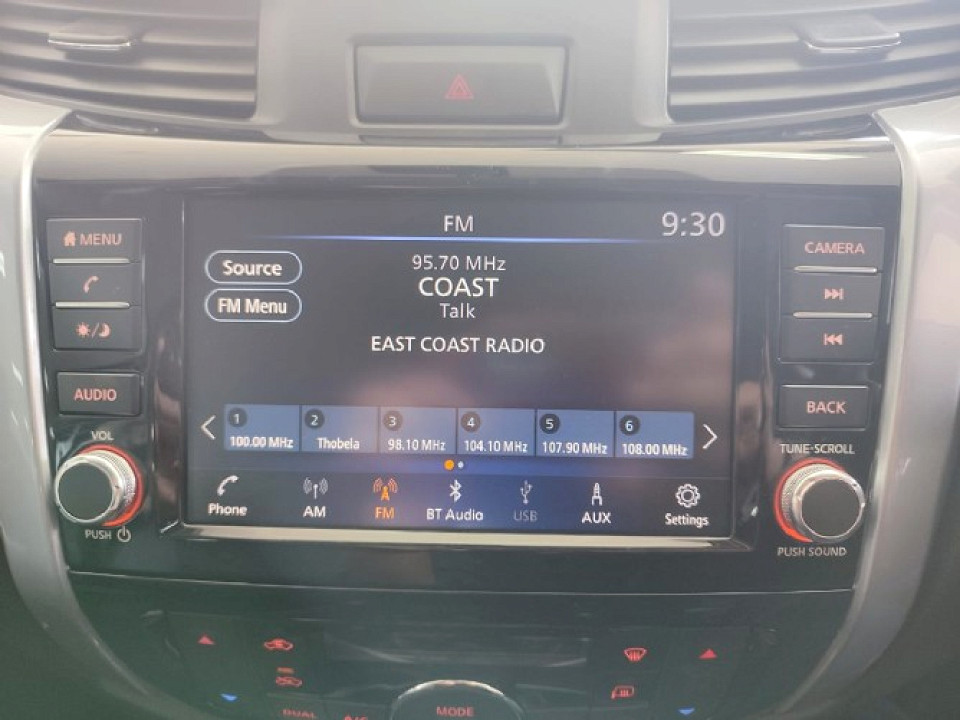 FM
9:30
MENU
CAMERA
Source
95.70 MHz
COAST
FM Menu
Talk
EAST COAST RADIO
AUDIO
BACK
1 2 3 4 5 6
100.00 MHz Thobela 98.10 MHz 104.10 MHz 107.90 MHz 108.00 MHz
VOL
TUNE-SCROLL
Phone AM FM BT Audio USB AUX Settings
PUSH
PUSH SOUND
DUAL
A/C
MODE